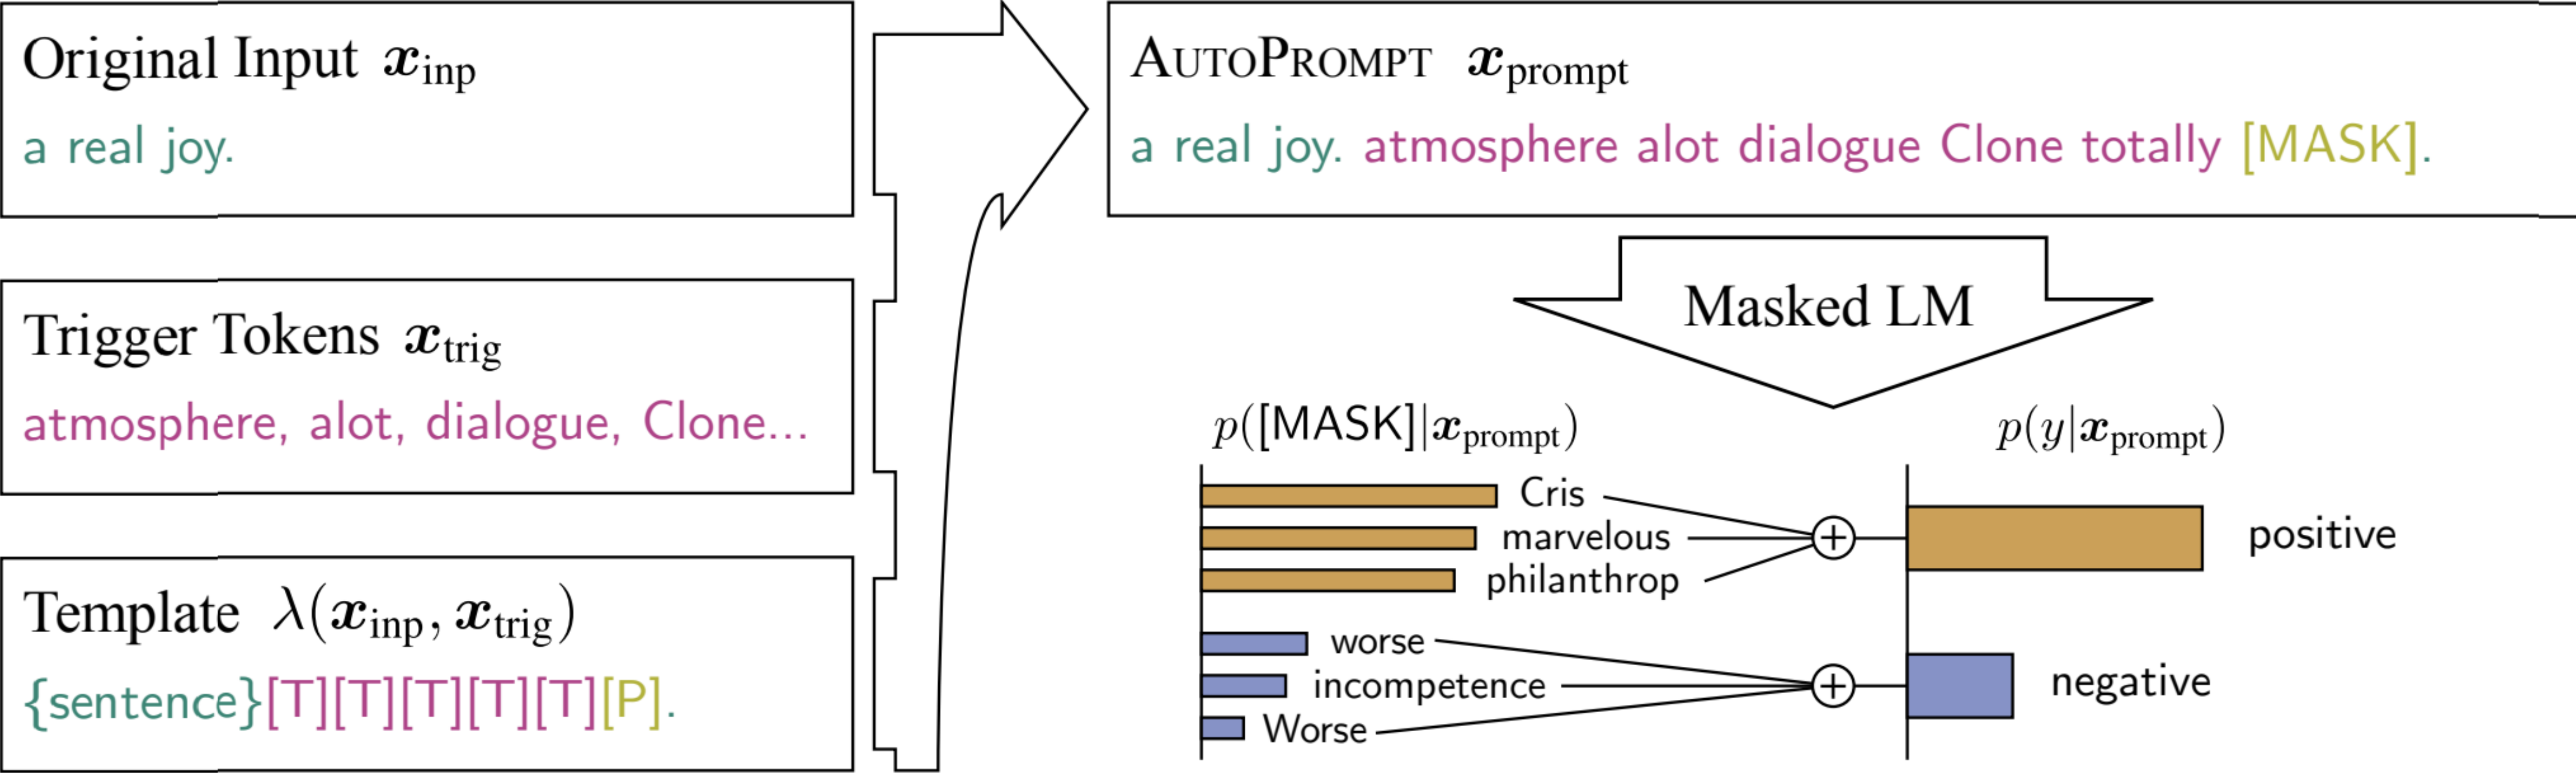 Original Input x_inp
a real joy.
Trigger Tokens x_trig
atmosphere, alot, dialogue, Clone...
Template λ(x_inp, x_trig)
{sentence}[T][T][T][T][T][P].
AUTOPROMPT x_prompt
a real joy. atmosphere alot dialogue Clone totally [MASK].
Masked LM
p([MASK]|x_prompt)
Cris
marvelous
philanthrop
worse
incompetence
Worse
p(y|x_prompt)
positive
negative